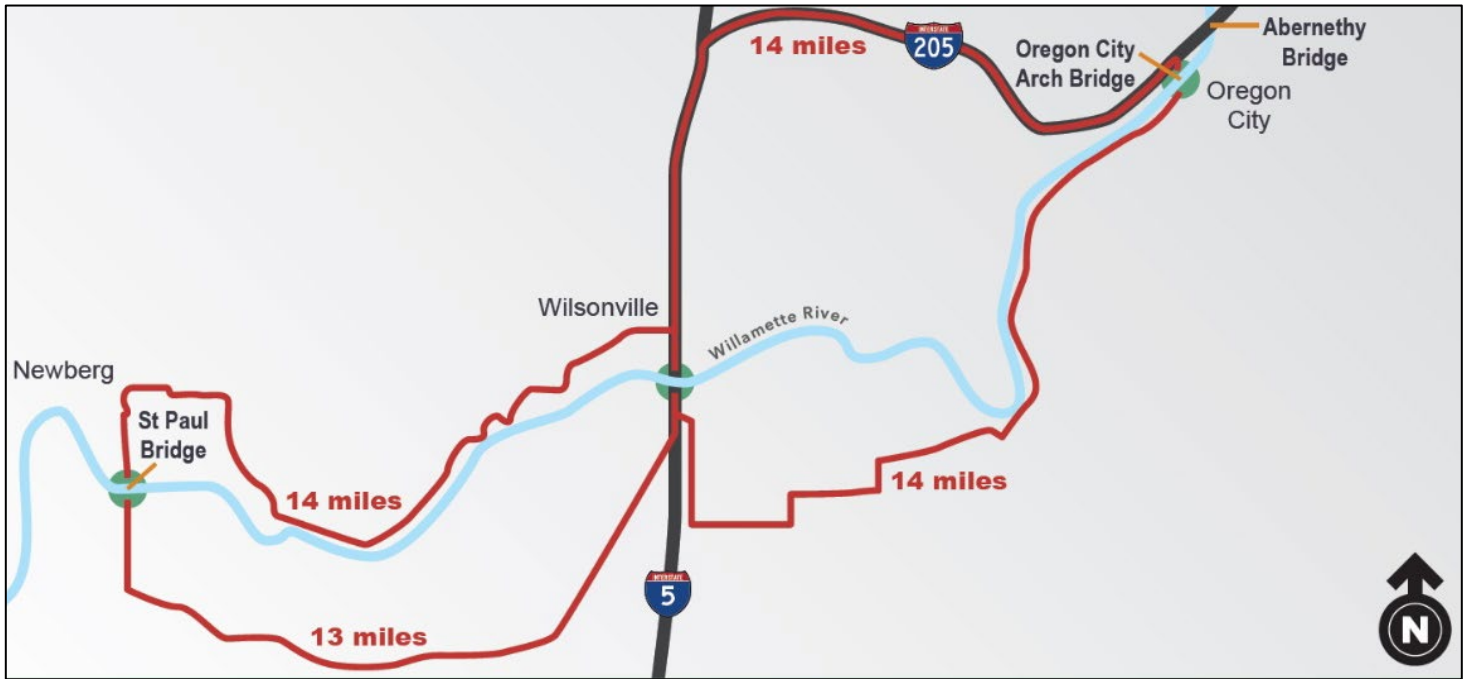 14 miles
INTERSTATE
205
Oregon City
Arch Bridge
Abernethy
Bridge
Oregon
City
Wilsonville
Willamette River
Newberg
St Paul
Bridge
14 miles
14 miles
INTERSTATE
5
13 miles
N